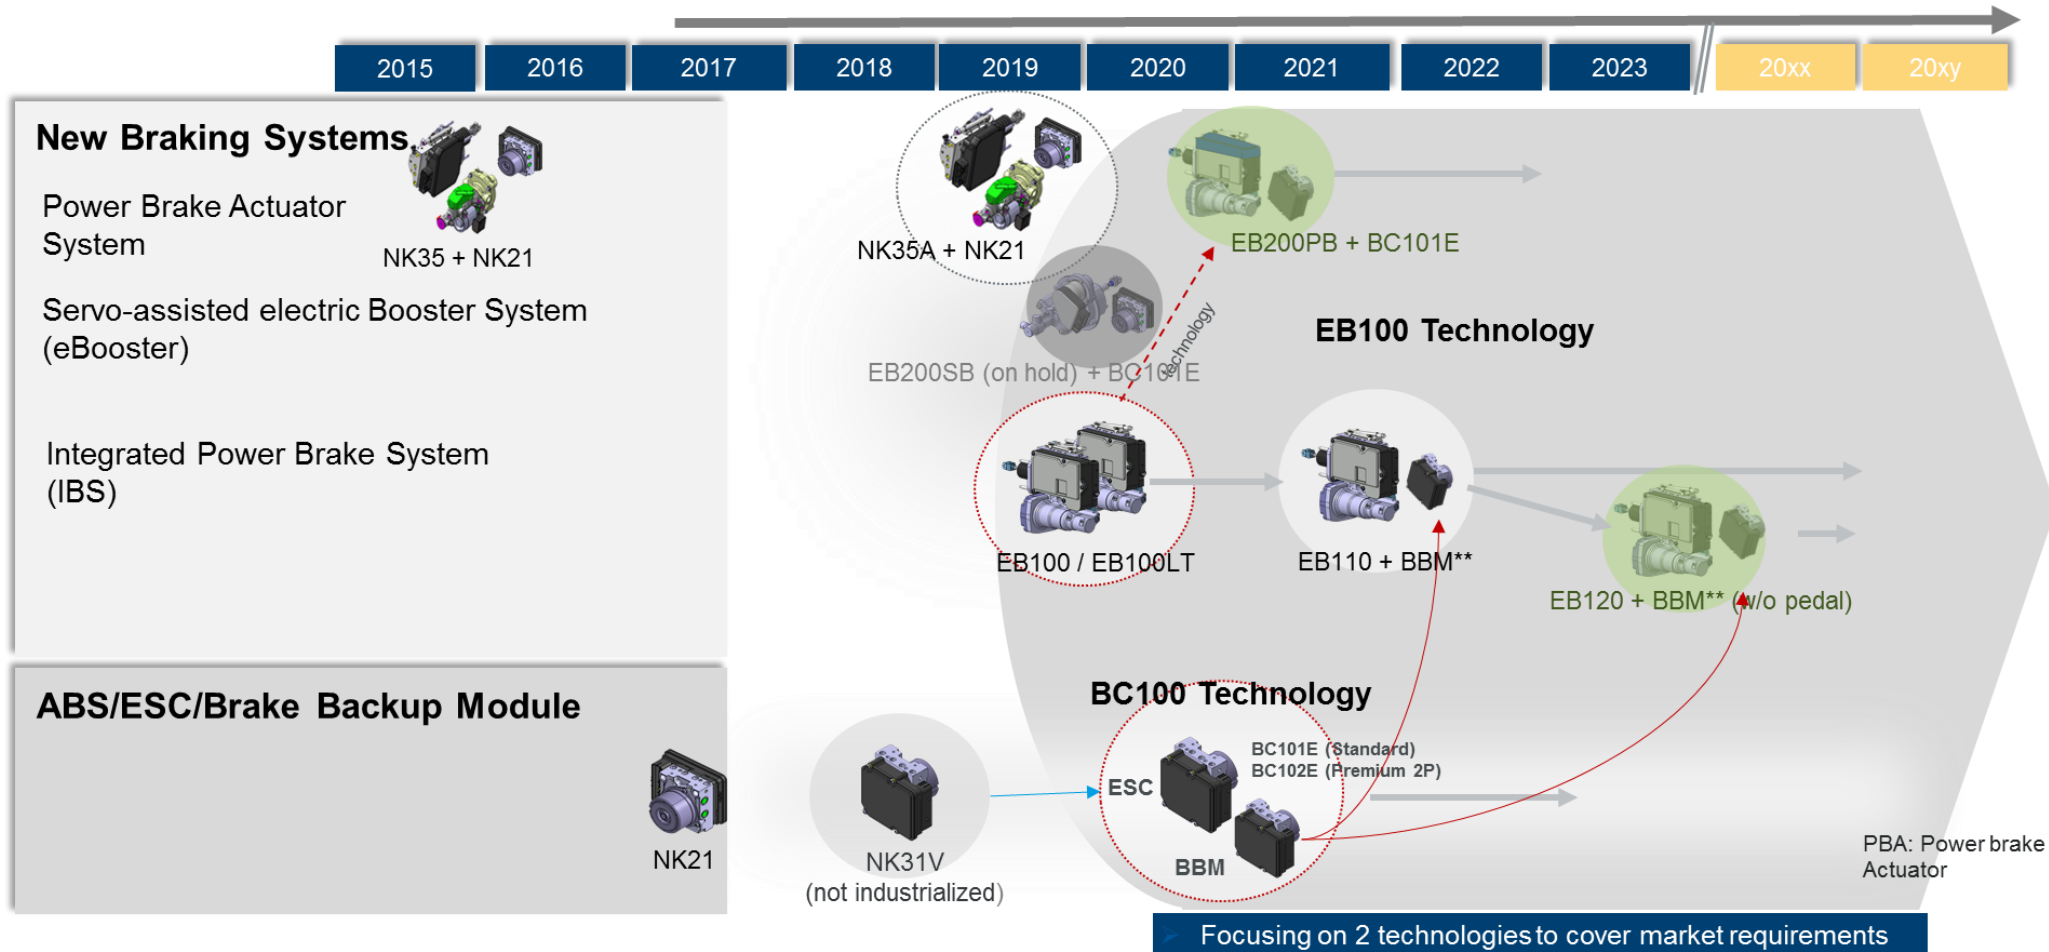 2015 2016 2017 2018 2019 2020 2021 2022 2023 20xx 20xy
New Braking Systems
Power Brake Actuator
System
NK35 + NK21
NK35A + NK21
EB200PB + BC101E
Servo-assisted electric Booster System
(eBooster)
technology
EB100 Technology
EB200SB (on hold) + BC101E
Integrated Power Brake System
(IBS)
EB100 / EB100LT
EB110 + BBM**
EB120 + BBM** (w/o pedal)
ABS/ESC/Brake Backup Module
BC100 Technology
BC101E (Standard)
BC102E (Premium 2P)
ESC
NK21
NK31V
(not industrialized)
BBM
PBA: Power brake
Actuator
Focusing on 2 technologies to cover market requirements